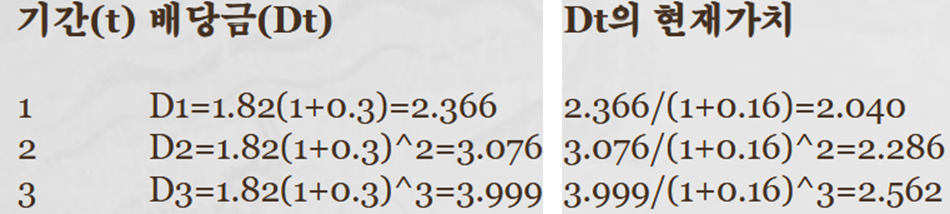 기간(t) 배당금(Dt) Dt의 현재가치
1 D1=1.82(1+0.3)=2.366 2.366/(1+0.16)=2.040
2 D2=1.82(1+0.3)^2=3.076 3.076/(1+0.16)^2=2.286
3 D3=1.82(1+0.3)^3=3.999 3.999/(1+0.16)^3=2.562